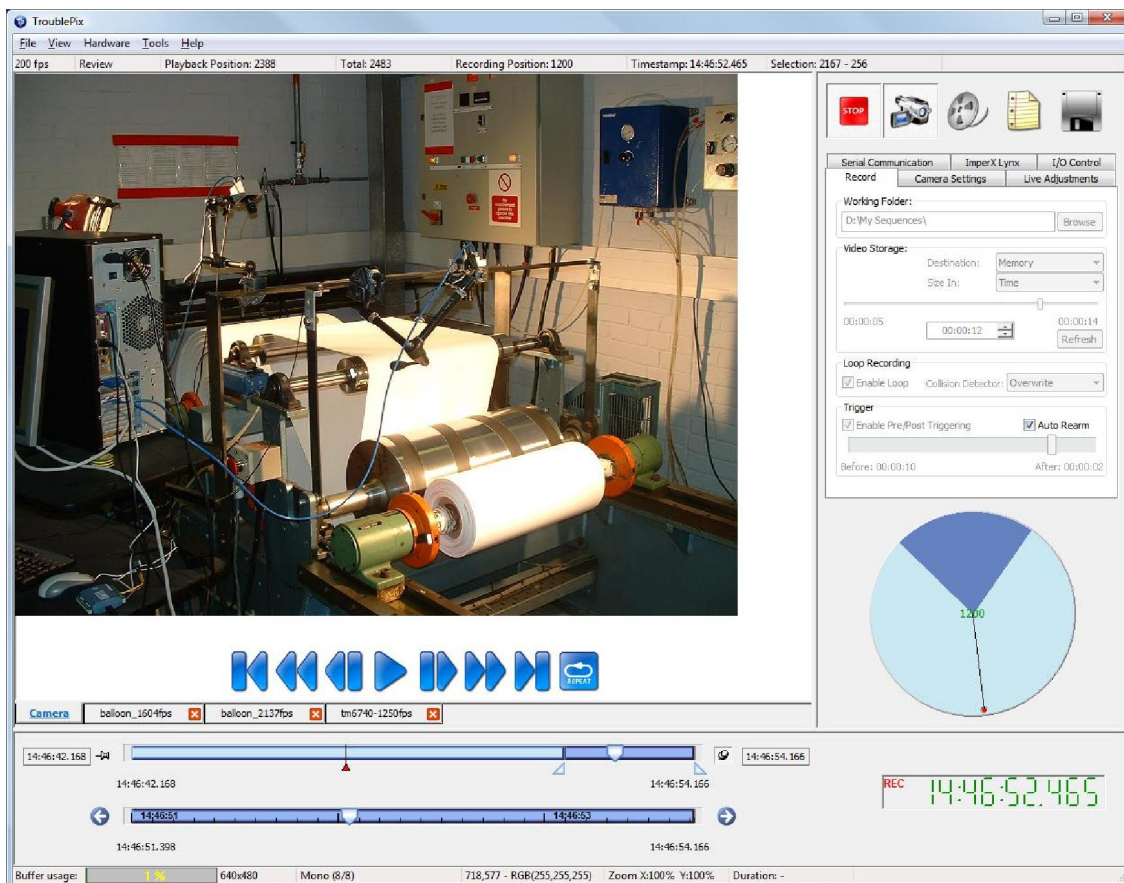 TroublePix
File View Hardware Tools Help
200 fps Review Playback Position: 2388 Total: 2483 Recording Position: 1200 Timestamp: 14:46:52.465 Selection: 2167 - 256
STOP
Serial Communication ImperX Lynx I/O Control
Record Camera Settings Live Adjustments
Working Folder:
D:\My Sequences\ Browse
Video Storage:
Destination: Memory
Size In: Time
00:00:05 00:00:12 00:00:14
Refresh
Loop Recording
Enable Loop Collision Detector: Overwrite
Trigger
Enable Pre/Post Triggering Auto Rearm
Before: 00:00:10 After: 00:00:02
1200
REPEAT
Camera balloon_1604fps balloon_2137fps tm6740-1250fps
14:46:42.168 14:46:54.166
14:46:42.168 14:46:54.166
REC 14:46:52.465
14:46:51 14:46:53
14:46:51.398 14:46:54.166
Buffer usage: 1 % 640x480 Mono (8/8) 718,577 - RGB(255,255,255) Zoom X:100% Y:100% Duration: -